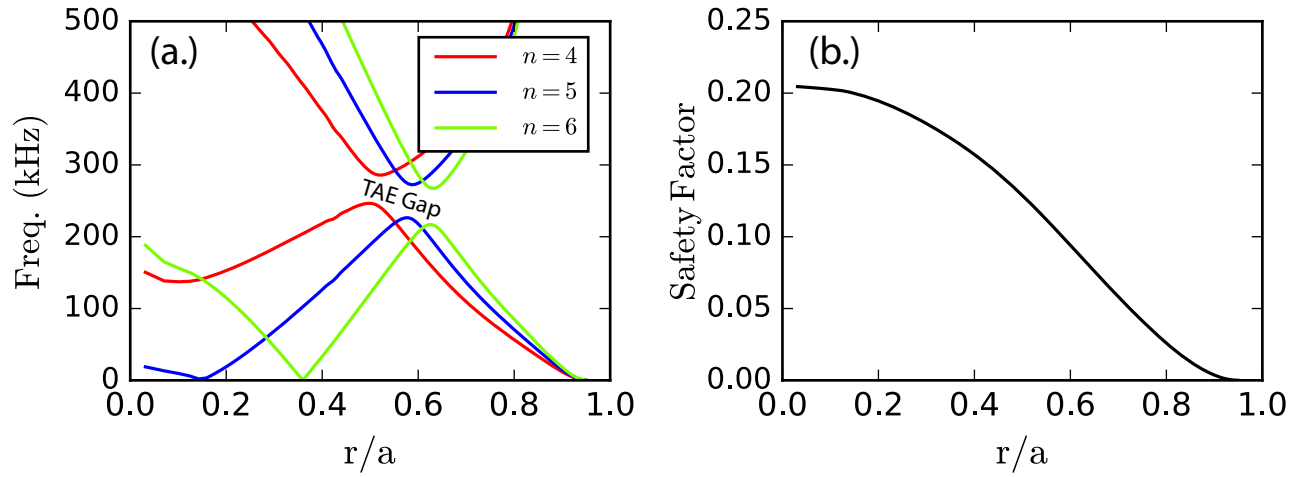 (a.)
n = 4
n = 5
n = 6
TAE Gap
Freq. (kHz)
500
400
300
200
100
0
0.0 0.2 0.4 0.6 0.8 1.0
r/a
(b.)
Safety Factor
0.25
0.20
0.15
0.10
0.05
0.00
0.0 0.2 0.4 0.6 0.8 1.0
r/a